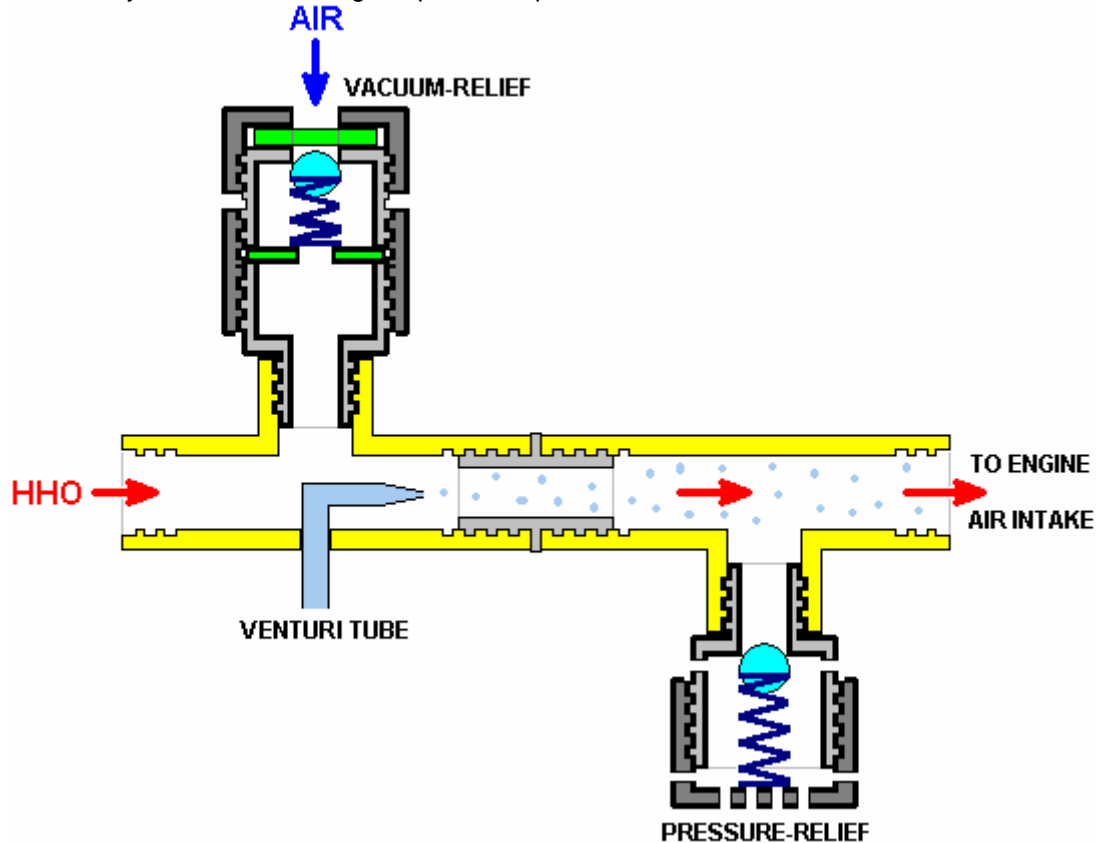 AIR
VACUUM-RELIEF
HHO
TO ENGINE
AIR INTAKE
VENTURI TUBE
PRESSURE-RELIEF